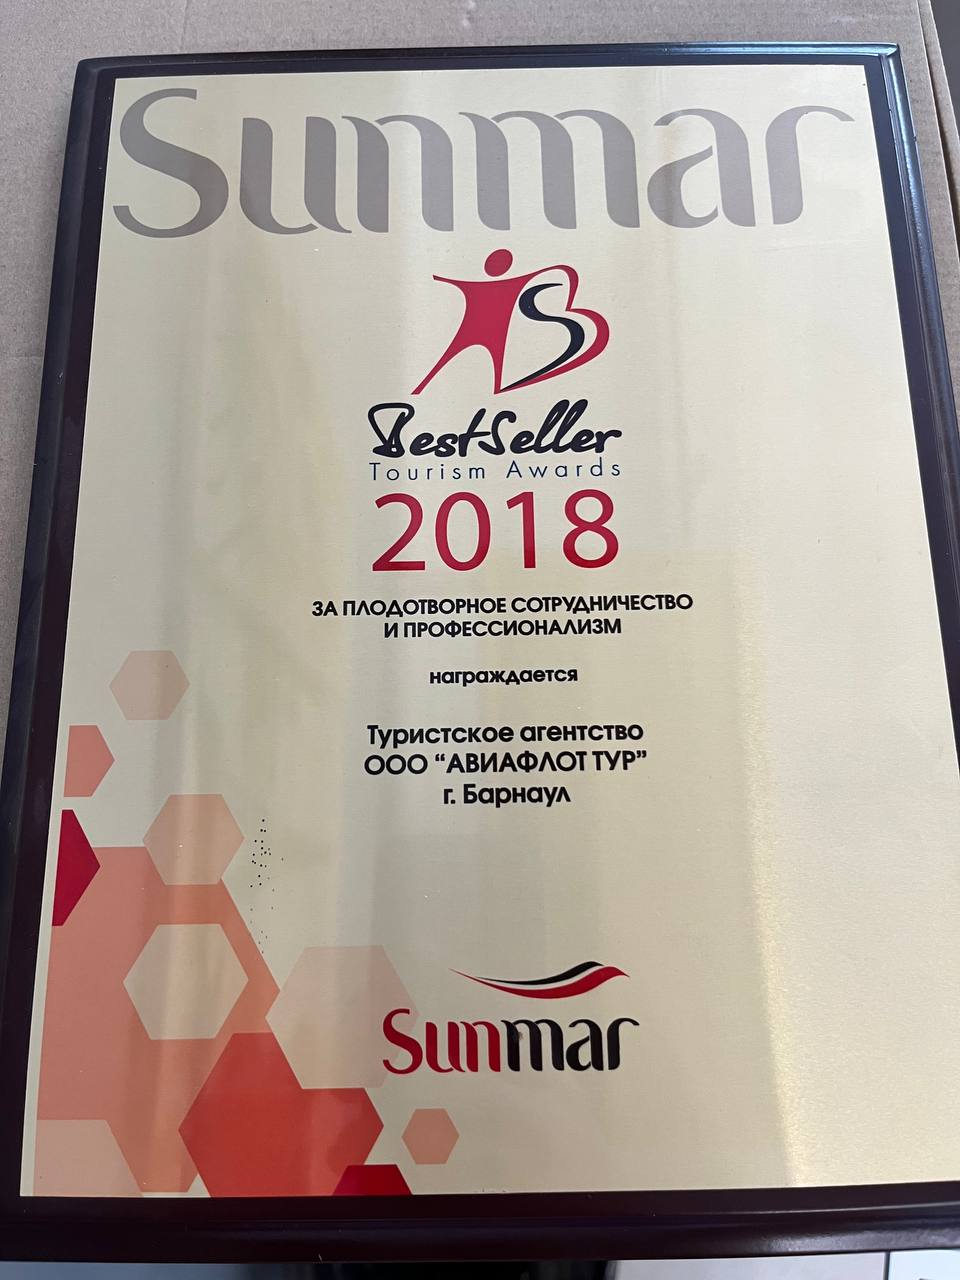 Sunmar
BestSeller
Tourism Awards
2018
ЗА ПЛОДОТВОРНОЕ СОТРУДНИЧЕСТВО
И ПРОФЕССИОНАЛИЗМ
награждается
Туристское агентство
ООО “АВИАФЛОТ ТУР”
г. Барнаул
Sunmar